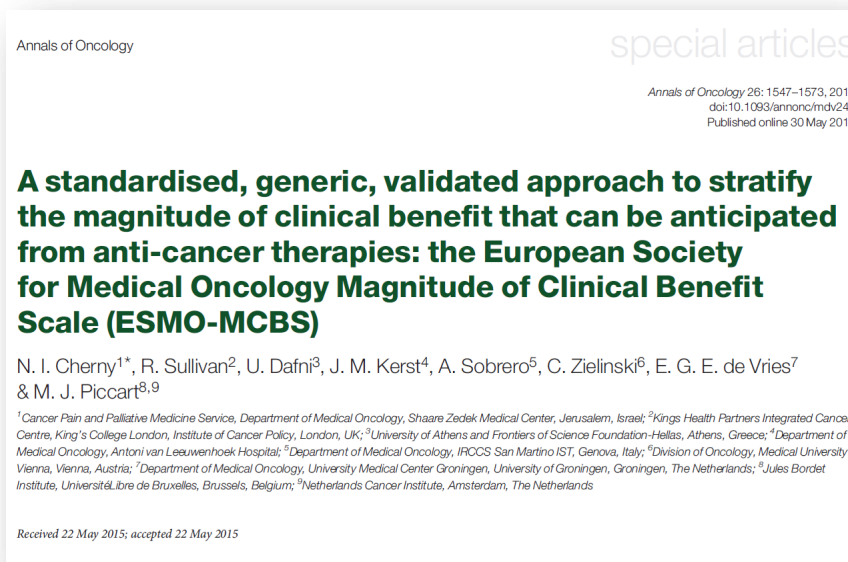 Annals of Oncology
special articles
Annals of Oncology 26: 1547–1573, 201
doi:10.1093/annonc/mdv24
Published online 30 May 201
A standardised, generic, validated approach to stratify
the magnitude of clinical benefit that can be anticipated
from anti-cancer therapies: the European Society
for Medical Oncology Magnitude of Clinical Benefit
Scale (ESMO-MCBS)
N. I. Cherny1*, R. Sullivan2, U. Dafni3, J. M. Kerst4, A. Sobrero5, C. Zielinski6, E. G. E. de Vries7
& M. J. Piccart8,9
1Cancer Pain and Palliative Medicine Service, Department of Medical Oncology, Shaare Zedek Medical Center, Jerusalem, Israel; 2Kings Health Partners Integrated Cancer
Centre, King's College London, Institute of Cancer Policy, London, UK; 3University of Athens and Frontiers of Science Foundation-Hellas, Athens, Greece; 4Department of
Medical Oncology, Antoni van Leeuwenhoek Hospital; 5Department of Medical Oncology, IRCCS San Martino IST, Genova, Italy; 6Division of Oncology, Medical University
Vienna, Vienna, Austria; 7Department of Medical Oncology, University Medical Center Groningen, University of Groningen, Groningen, The Netherlands; 8Jules Bordet
Institute, UniversitéLibre de Bruxelles, Brussels, Belgium; 9Netherlands Cancer Institute, Amsterdam, The Netherlands
Received 22 May 2015; accepted 22 May 2015